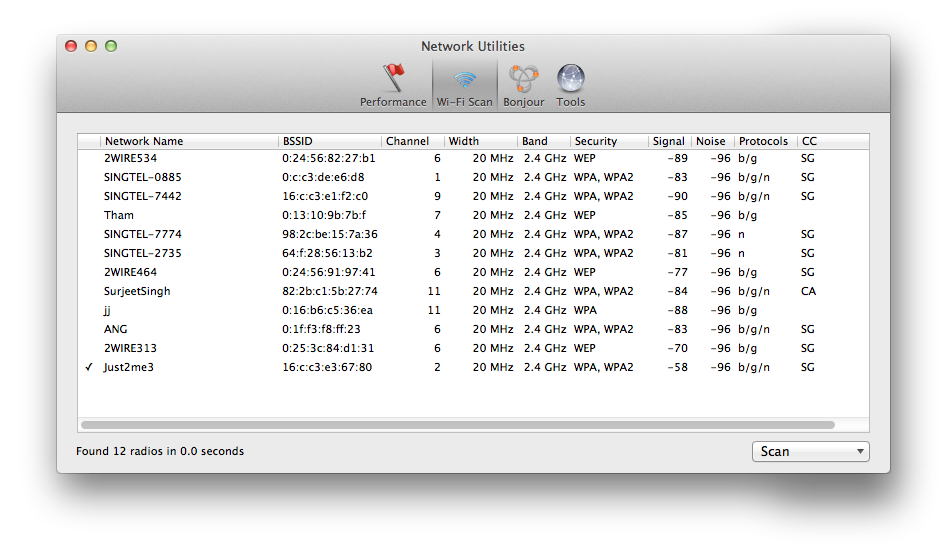 Network Utilities
Performance Wi-Fi Scan Bonjour Tools
Network Name BSSID Channel Width Band Security Signal Noise Protocols CC
2WIRE534 0:24:56:82:27:b1 6 20 MHz 2.4 GHz WEP -89 -96 b/g SG
SINGTEL-0885 0:c:c3:de:e6:d8 1 20 MHz 2.4 GHz WPA, WPA2 -83 -96 b/g/n SG
SINGTEL-7442 16:c:c3:e1:f2:c0 9 20 MHz 2.4 GHz WPA, WPA2 -90 -96 b/g/n SG
Tham 0:13:10:9b:7b:f 7 20 MHz 2.4 GHz WEP -85 -96 b/g
SINGTEL-7774 98:2c:be:15:7a:36 4 20 MHz 2.4 GHz WPA, WPA2 -87 -96 n SG
SINGTEL-2735 64:f:28:56:13:b2 3 20 MHz 2.4 GHz WPA, WPA2 -81 -96 n SG
2WIRE464 0:24:56:91:97:41 6 20 MHz 2.4 GHz WEP -77 -96 b/g SG
SurjeetSingh 82:2b:c1:5b:27:74 11 20 MHz 2.4 GHz WPA, WPA2 -84 -96 b/g/n CA
jj 0:16:b6:c5:36:ea 11 20 MHz 2.4 GHz WPA -88 -96 b/g
ANG 0:1f:f3:f8:ff:23 6 20 MHz 2.4 GHz WPA, WPA2 -83 -96 b/g/n SG
2WIRE313 0:25:3c:84:d1:31 6 20 MHz 2.4 GHz WEP -70 -96 b/g SG
✓ Just2me3 16:c:c3:e3:67:80 2 20 MHz 2.4 GHz WPA, WPA2 -58 -96 b/g/n SG
Found 12 radios in 0.0 seconds
Scan